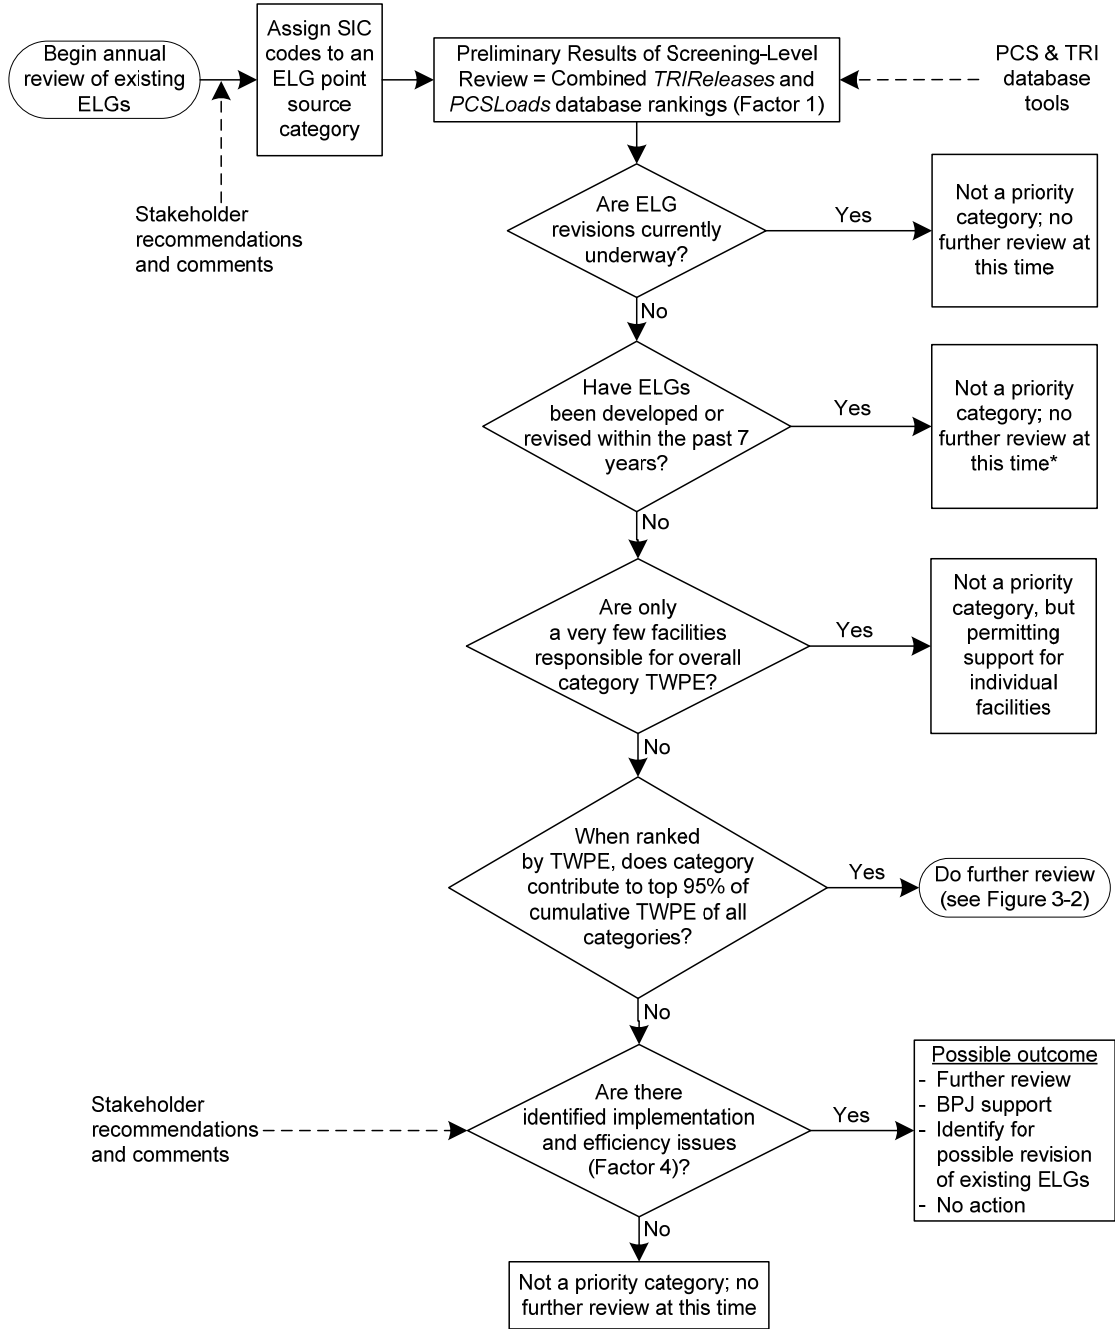 Begin annual
review of existing
ELGs
Assign SIC
codes to an
ELG point
source
category
Preliminary Results of Screening-Level
Review = Combined TRIReleases and
PCSLoads database rankings (Factor 1)
PCS & TRI
database
tools
Stakeholder
recommendations
and comments
Are ELG
revisions currently
underway?
Yes
Not a priority
category; no
further review at
this time
No
Have ELGs
been developed or
revised within the past 7
years?
Yes
Not a priority
category; no
further review at
this time*
No
Are only
a very few facilities
responsible for overall
category TWPE?
Yes
Not a priority
category, but
permitting
support for
individual
facilities
No
When ranked
by TWPE, does category
contribute to top 95% of
cumulative TWPE of all
categories?
Yes
Do further review
(see Figure 3-2)
No
Stakeholder
recommendations
and comments
Are there
identified implementation
and efficiency issues
(Factor 4)?
Yes
Possible outcome
- Further review
- BPJ support
- Identify for
possible revision
of existing ELGs
- No action
No
Not a priority category; no
further review at this time